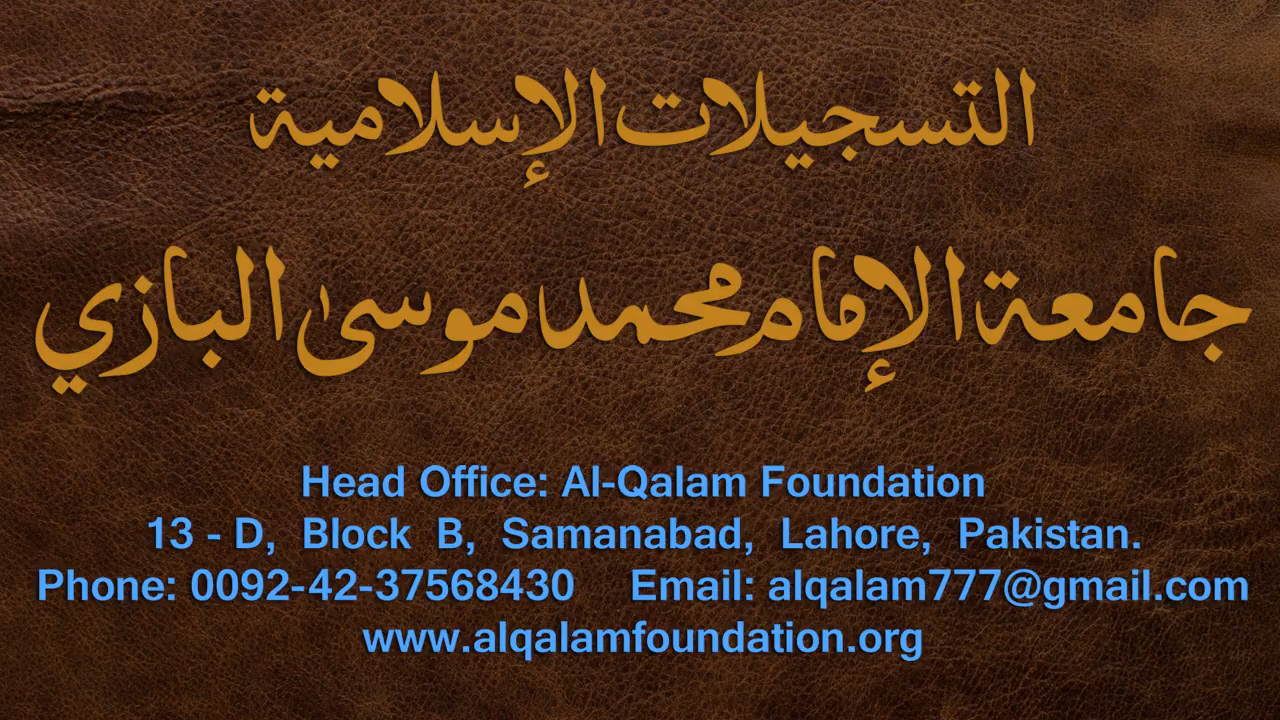 التسجيلات الإسلامية
جامعة الإمام محمد موسىٰ البازي
Head Office: Al-Qalam Foundation
13 - D, Block B, Samanabad, Lahore, Pakistan.
Phone: 0092-42-37568430 Email: alqalam777@gmail.com
www.alqalamfoundation.org